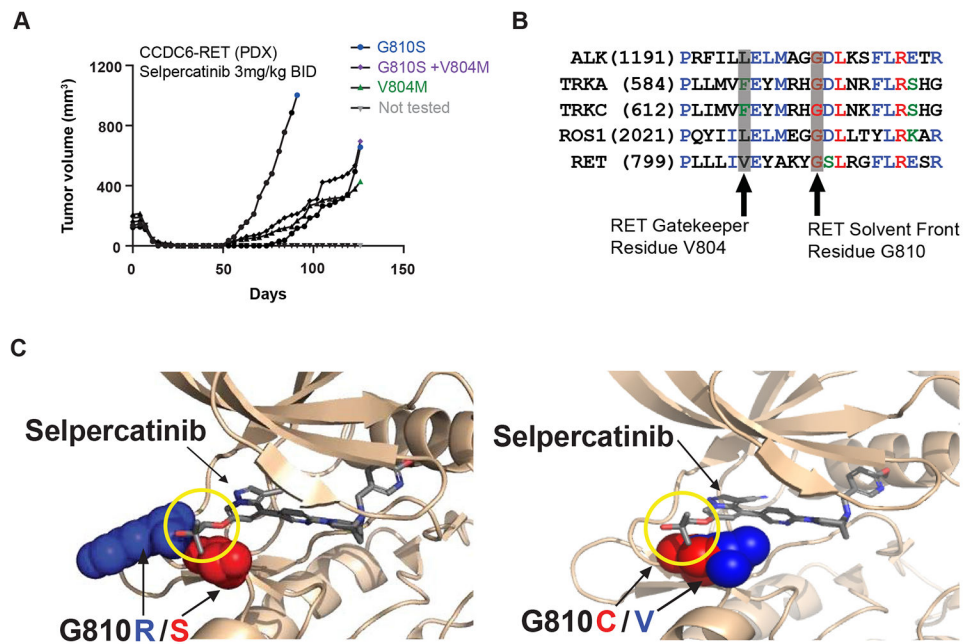 A
CCDC6-RET (PDX)
Selpercatinib 3mg/kg BID
G810S
G810S +V804M
V804M
Not tested
1200
800
400
0
Tumor volume (mm³)
0 50 100 150
Days
B
ALK(1191) PRFILLELMAGGDLKSFLRETR
TRKA (584) PLLMVFEYMRHGDLNRFLRSHG
TRKC (612) PLIMVFEYMRHGDLNKFLRSHG
ROS1(2021) PQYIILELMEGGDLLTYLRKAR
RET (799) PLLLIVEYAKYGSLRGFLRESR
RET Gatekeeper
Residue V804
RET Solvent Front
Residue G810
C
Selpercatinib
G810R/S
Selpercatinib
G810C/V